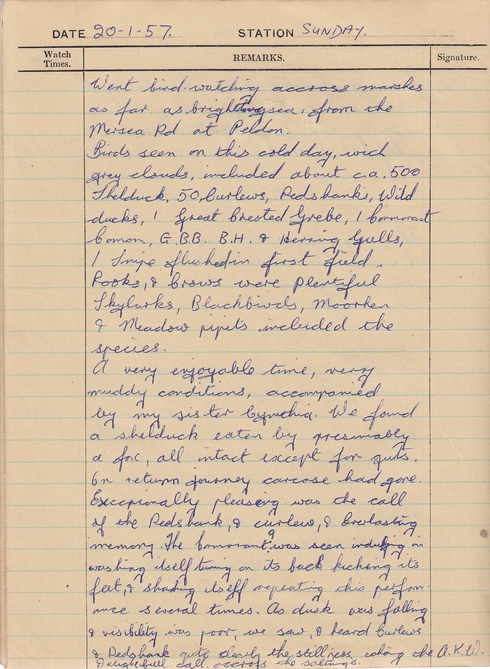 DATE 20-1-57. STATION SUNDAY.
Watch Times. REMARKS. Signature.
Went bird-watching accross marshes
as far as brightlingsea, from the
Mersea Rd at Peldon.
Birds seen on this cold day, wich
grey clouds, included about c.a. 500
Shelduck, 50 Curlews, Redshanks, Wild
ducks, 1 Great Crested Grebe, 1 Cormorant
Comon, G.B.B. B.H. & Herring Gulls,
1 Snipe flushed in first field.
Rooks, & Crows were plentiful
Skylarks, Blackbirds, Moorhen
& Meadow pipits included the
species.
A very enjoyable time, very
muddy conditions, accompanied
by my sister Cynthia. We found
a shelduck eaten by presumably
a fox, all intact except for guts.
On return journey carcose had gone.
Exceptionally pleasing was the call
of the Redshank, & curlew, & Everlasting
memory. The Cormorant was seen indulging in
washing itself turning on its back kicking its
feet, & shaking itself repeating this perform-
ance several times. As dusk was falling
& visibility was poor, we saw, & heard Curlews
& Redshank quite clearly the stillness, echoing the A.K.W.
Delightfull call accross the saltings.